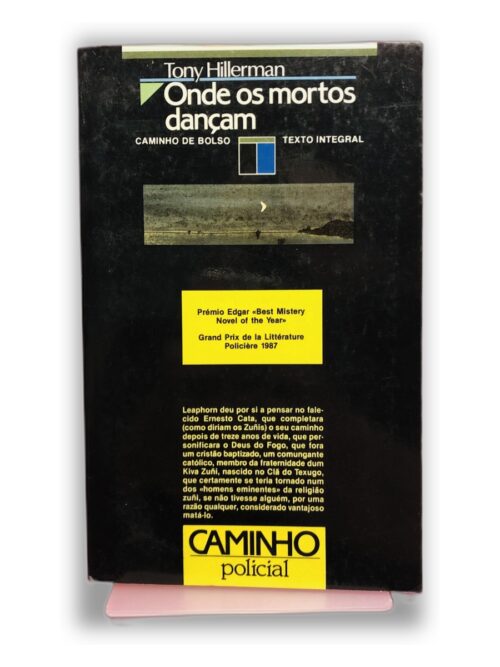 Tony Hillerman
Onde os mortos
dançam
CAMINHO DE BOLSO TEXTO INTEGRAL
Prémio Edgar «Best Mistery
Novel of the Year»
Grand Prix de la Littérature
Policière 1987
Leaphorn deu por si a pensar no fale-
cido Ernesto Cata, que completara
(como diriam os Zuñis) o seu caminho
depois de treze anos de vida, que per-
sonificara o Deus do Fogo, que fora
um cristão baptizado, um comungante
católico, membro da fraternidade dum
Kiva Zuñi, nascido no Clã do Texugo,
que certamente se teria tornado num
dos «homens eminentes» da religião
zuñi, se não tivesse alguém, por uma
razão qualquer, considerado vantajoso
matá-lo.
CAMINHO
policial